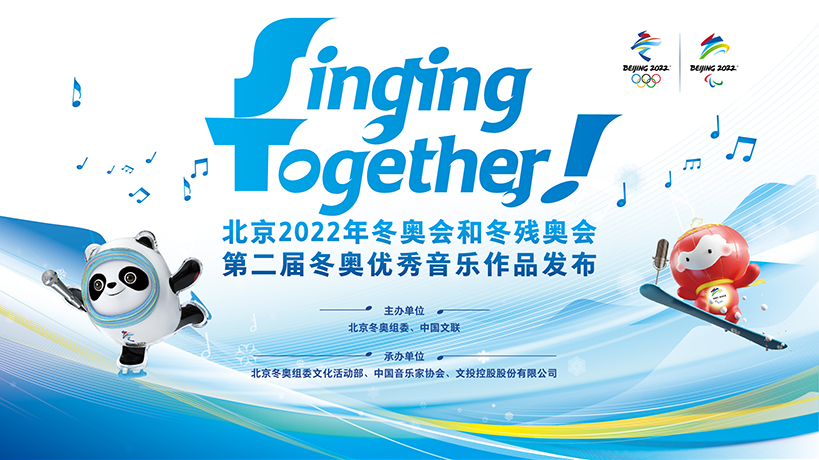 Singing
Together!
BEIJING 2022
BEIJING 2022
北京2022年冬奥会和冬残奥会
第二届冬奥优秀音乐作品发布
主办单位
北京冬奥组委、中国文联
承办单位
北京冬奥组委文化活动部、中国音乐家协会、文投控股股份有限公司